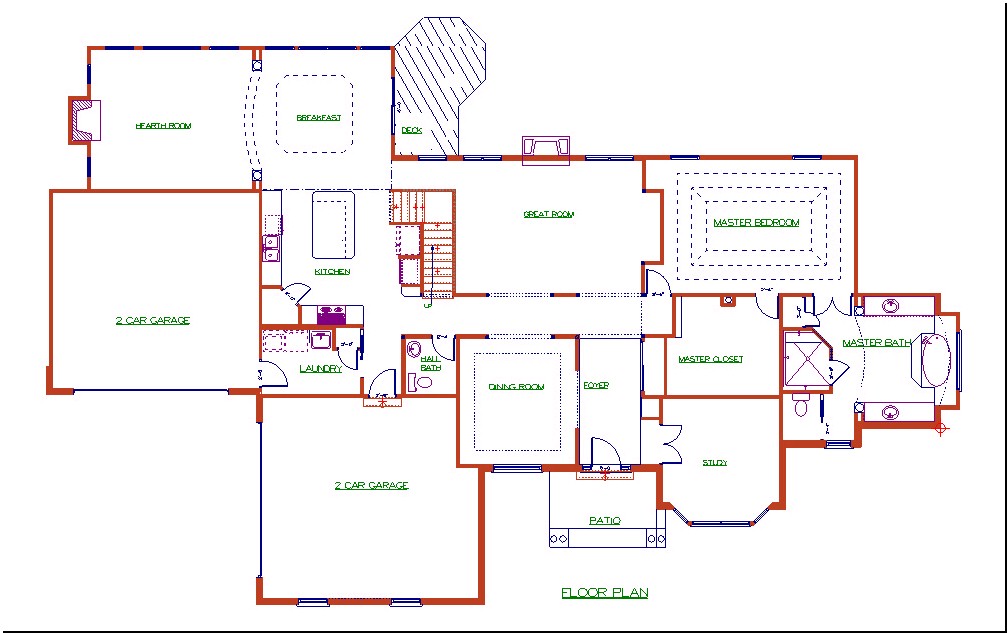 HEARTH ROOM
BREAKFAST
DECK
GREAT ROOM
MASTER BEDROOM
KITCHEN
UP
2 CAR GARAGE
LAUNDRY
HALL
BATH
MASTER CLOSET
MASTER BATH
DINING ROOM
FOYER
STUDY
2 CAR GARAGE
PATIO
FLOOR PLAN